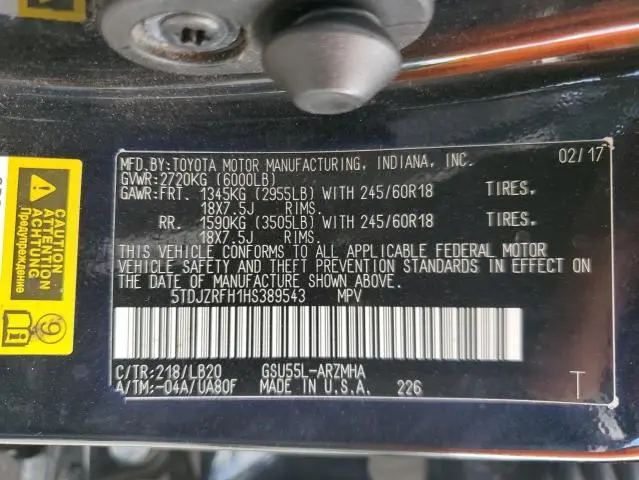 MFD.BY:TOYOTA MOTOR MANUFACTURING, INDIANA, INC. 02/17
GVWR:2720KG (6000LB)
GAWR:FRT. 1345KG (2955LB) WITH 245/60R18 TIRES.
18X7.5J RIMS.
RR. 1590KG (3505LB) WITH 245/60R18 TIRES.
18X7.5J RIMS.
THIS VEHICLE CONFORMS TO ALL APPLICABLE FEDERAL MOTOR
VEHICLE SAFETY AND THEFT PREVENTION STANDARDS IN EFFECT ON
THE DATE OF MANUFACTURE SHOWN ABOVE.
5TDJZRFH1HS389543 MPV
C/TR:218/LB20 GSU55L-ARZMHA
A/TM:-04A/UA80F MADE IN U.S.A. 226 T
CAUTION
ATTENTION
ACHTUNG
Предупреждение
9